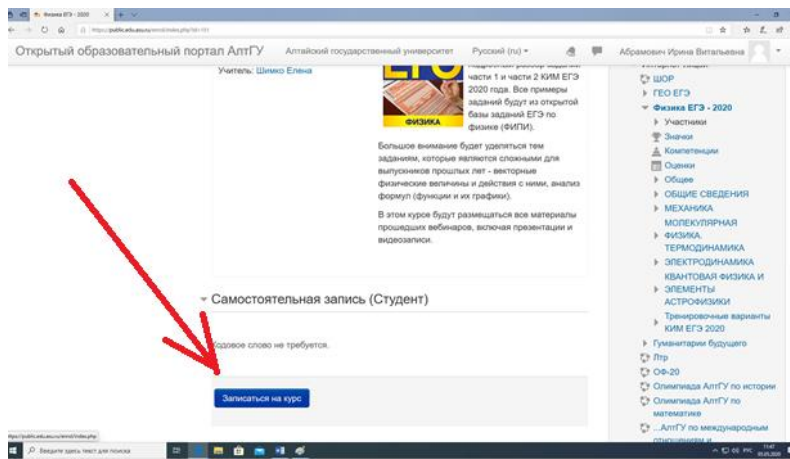 Физика ЕГЭ - 2020
Открытый образовательный портал АлтГУ
Алтайский государственный университет
Русский (ru)
Абрамович Ирина Витальевна
Учитель: Шимко Елена
ЕГЭ
ФИЗИКА
части 1 и части 2 КИМ ЕГЭ
2020 года. Все примеры
заданий будут из открытой
базы заданий ЕГЭ по
физике (ФИПИ).
Большое внимание будет уделяться тем
заданиям, которые являются сложными для
выпускников прошлых лет - векторные
физические величины и действия с ними, анализ
формул (функции и их графики).
В этом курсе будут размещаться все материалы
прошедших вебинаров, включая презентации и
видеозаписи.
Самостоятельная запись (Студент)
Кодовое слово не требуется.
Записаться на курс
ШОР
ГЕО ЕГЭ
Физика ЕГЭ - 2020
Участники
Значки
Компетенции
Оценки
Общее
ОБЩИЕ СВЕДЕНИЯ
МЕХАНИКА
МОЛЕКУЛЯРНАЯ
ФИЗИКА.
ТЕРМОДИНАМИКА
ЭЛЕКТРОДИНАМИКА
КВАНТОВАЯ ФИЗИКА И
ЭЛЕМЕНТЫ
АСТРОФИЗИКИ
Тренировочные варианты
КИМ ЕГЭ 2020
Гуманитарии будущего
Лтр
ОФ-20
Олимпиада АлтГУ по истории
Олимпиада АлтГУ по
математике
...АлтГУ по международным
отношениям и
Введите здесь текст для поиска
РУС
11:47